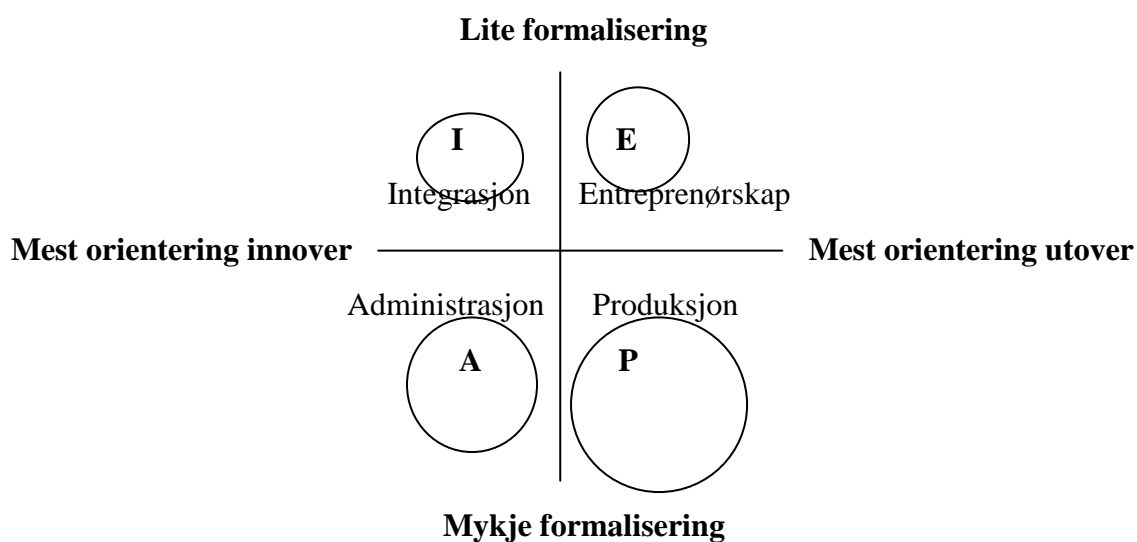 Lite formalisering
I E
Integrasjon Entreprenørskap
Mest orientering innover Mest orientering utover
Administrasjon Produksjon
A P
Mykje formalisering